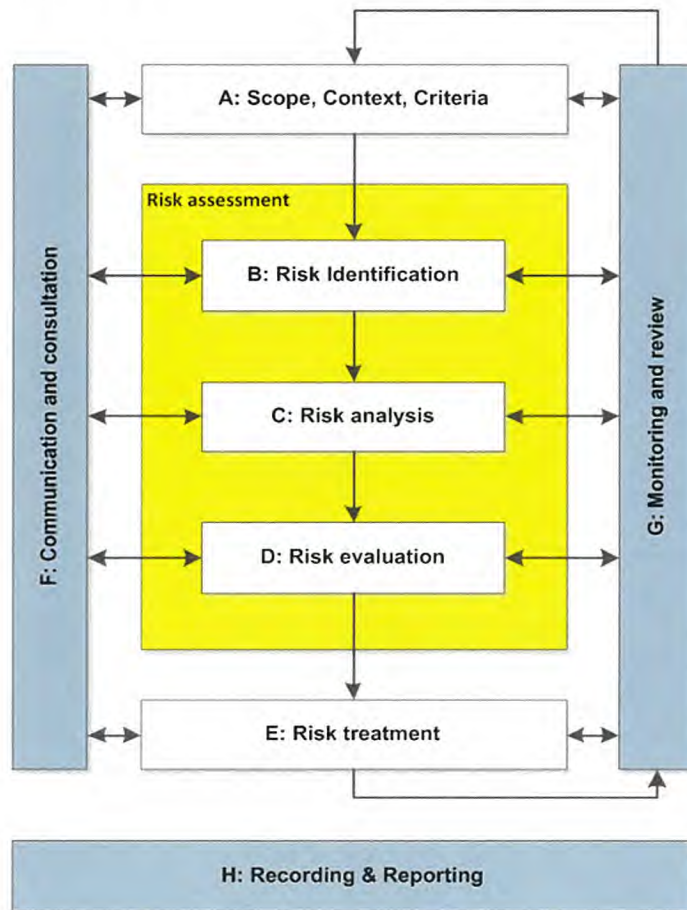 A: Scope, Context, Criteria
Risk assessment
B: Risk Identification
C: Risk analysis
D: Risk evaluation
E: Risk treatment
F: Communication and consultation
G: Monitoring and review
H: Recording & Reporting